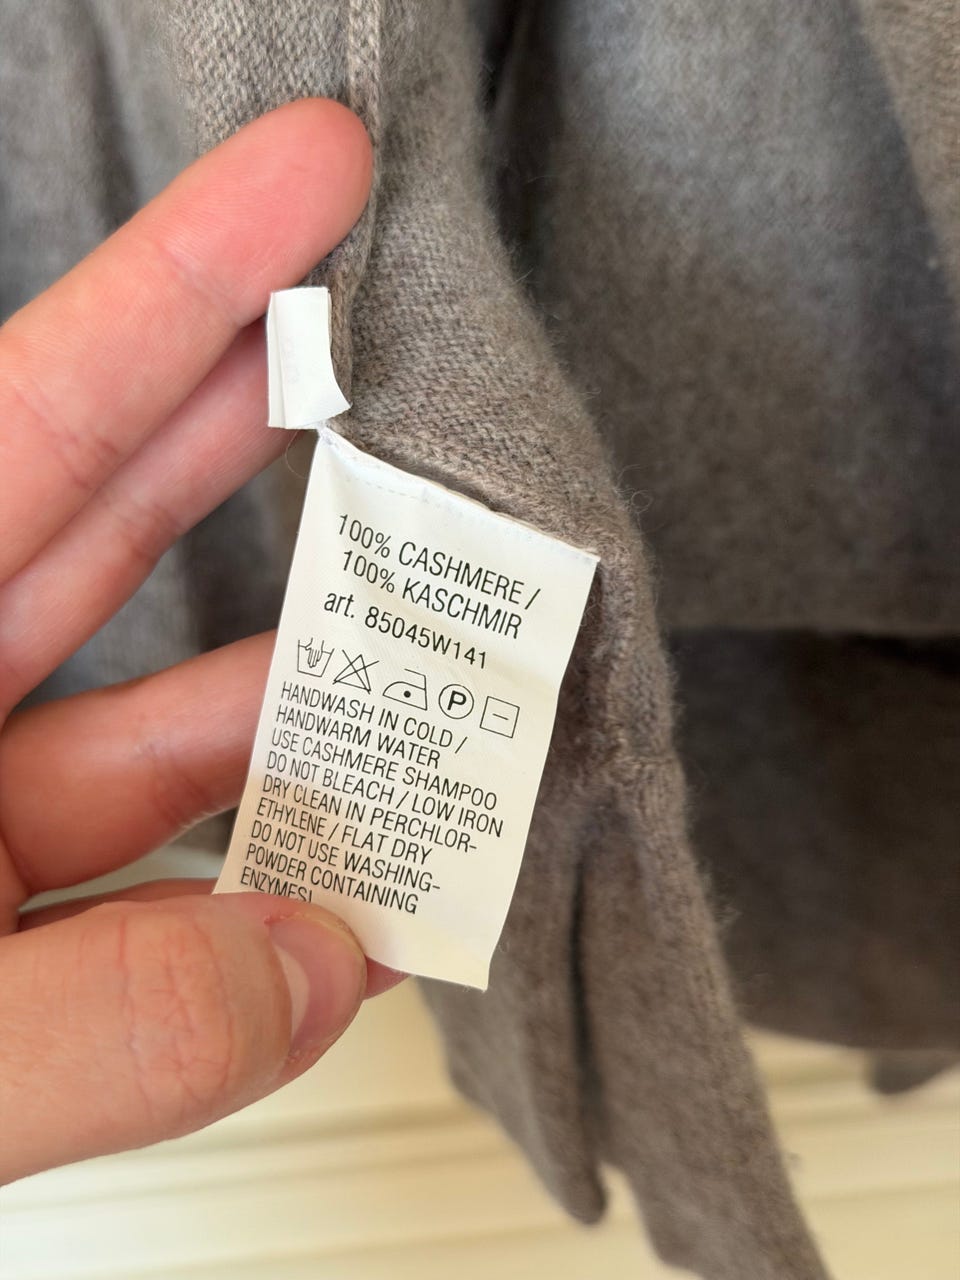 100% CASHMERE /
100% KASCHMIR
art. 85045W141
P
HANDWASH IN COLD /
HANDWARM WATER
USE CASHMERE SHAMPOO
DO NOT BLEACH / LOW IRON
DRY CLEAN IN PERCHLOR-
ETHYLENE / FLAT DRY
DO NOT USE WASHING-
POWDER CONTAINING
ENZYMES!